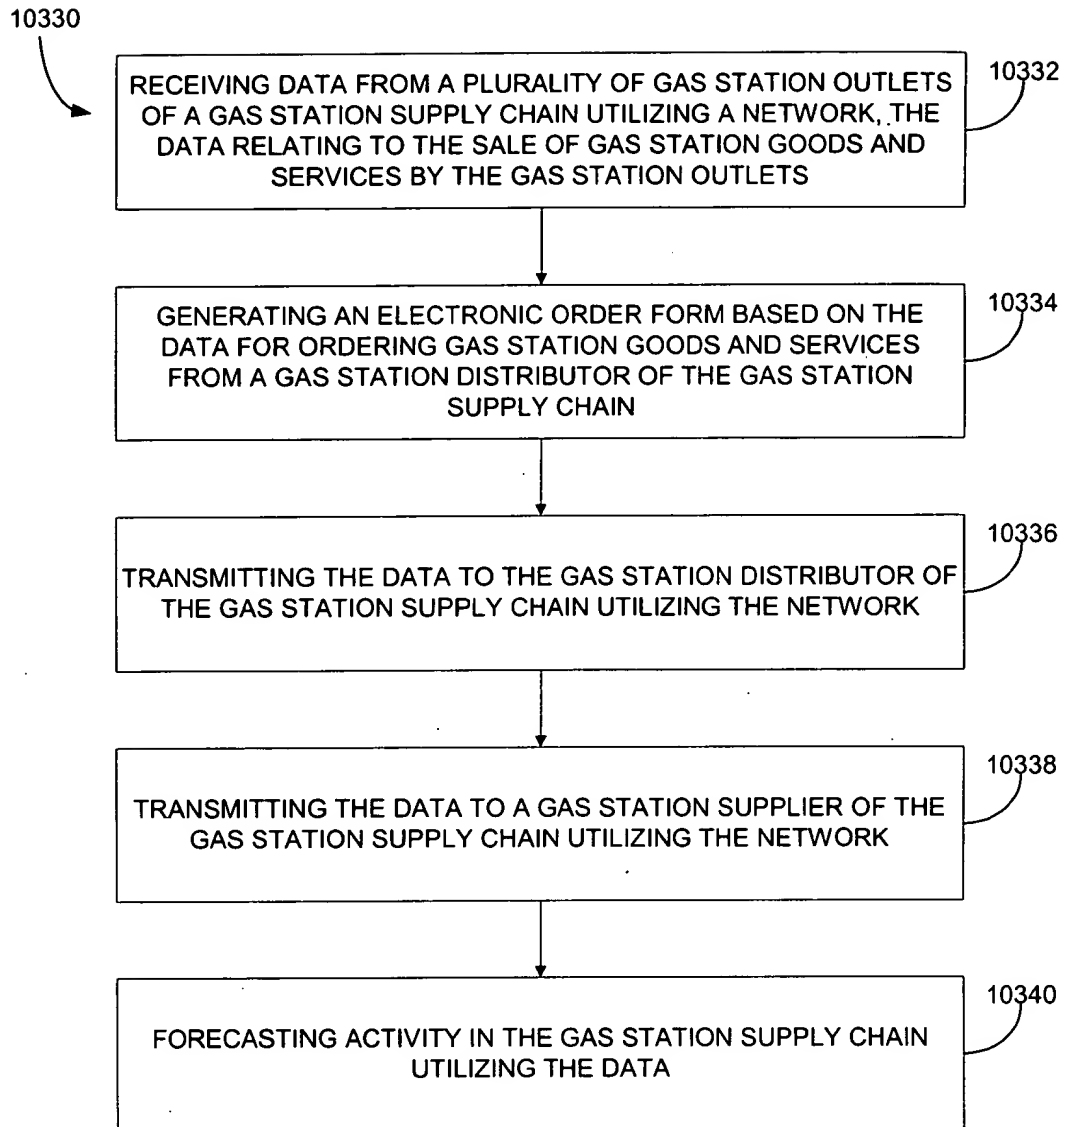 10330
RECEIVING DATA FROM A PLURALITY OF GAS STATION OUTLETS
OF A GAS STATION SUPPLY CHAIN UTILIZING A NETWORK, THE
DATA RELATING TO THE SALE OF GAS STATION GOODS AND
SERVICES BY THE GAS STATION OUTLETS
10332
GENERATING AN ELECTRONIC ORDER FORM BASED ON THE
DATA FOR ORDERING GAS STATION GOODS AND SERVICES
FROM A GAS STATION DISTRIBUTOR OF THE GAS STATION
SUPPLY CHAIN
10334
TRANSMITTING THE DATA TO THE GAS STATION DISTRIBUTOR OF
THE GAS STATION SUPPLY CHAIN UTILIZING THE NETWORK
10336
TRANSMITTING THE DATA TO A GAS STATION SUPPLIER OF THE
GAS STATION SUPPLY CHAIN UTILIZING THE NETWORK
10338
FORECASTING ACTIVITY IN THE GAS STATION SUPPLY CHAIN
UTILIZING THE DATA
10340